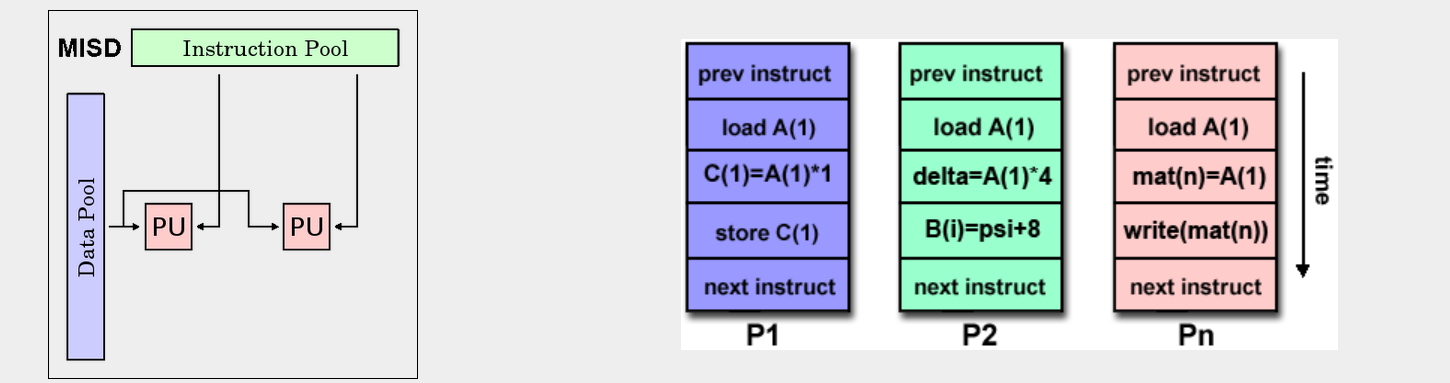 MISD
Instruction Pool
Data Pool
PU
PU
prev instruct
load A(1)
C(1)=A(1)*1
store C(1)
next instruct
P1
prev instruct
load A(1)
delta=A(1)*4
B(i)=psi+8
next instruct
P2
prev instruct
load A(1)
mat(n)=A(1)
write(mat(n))
next instruct
Pn
time